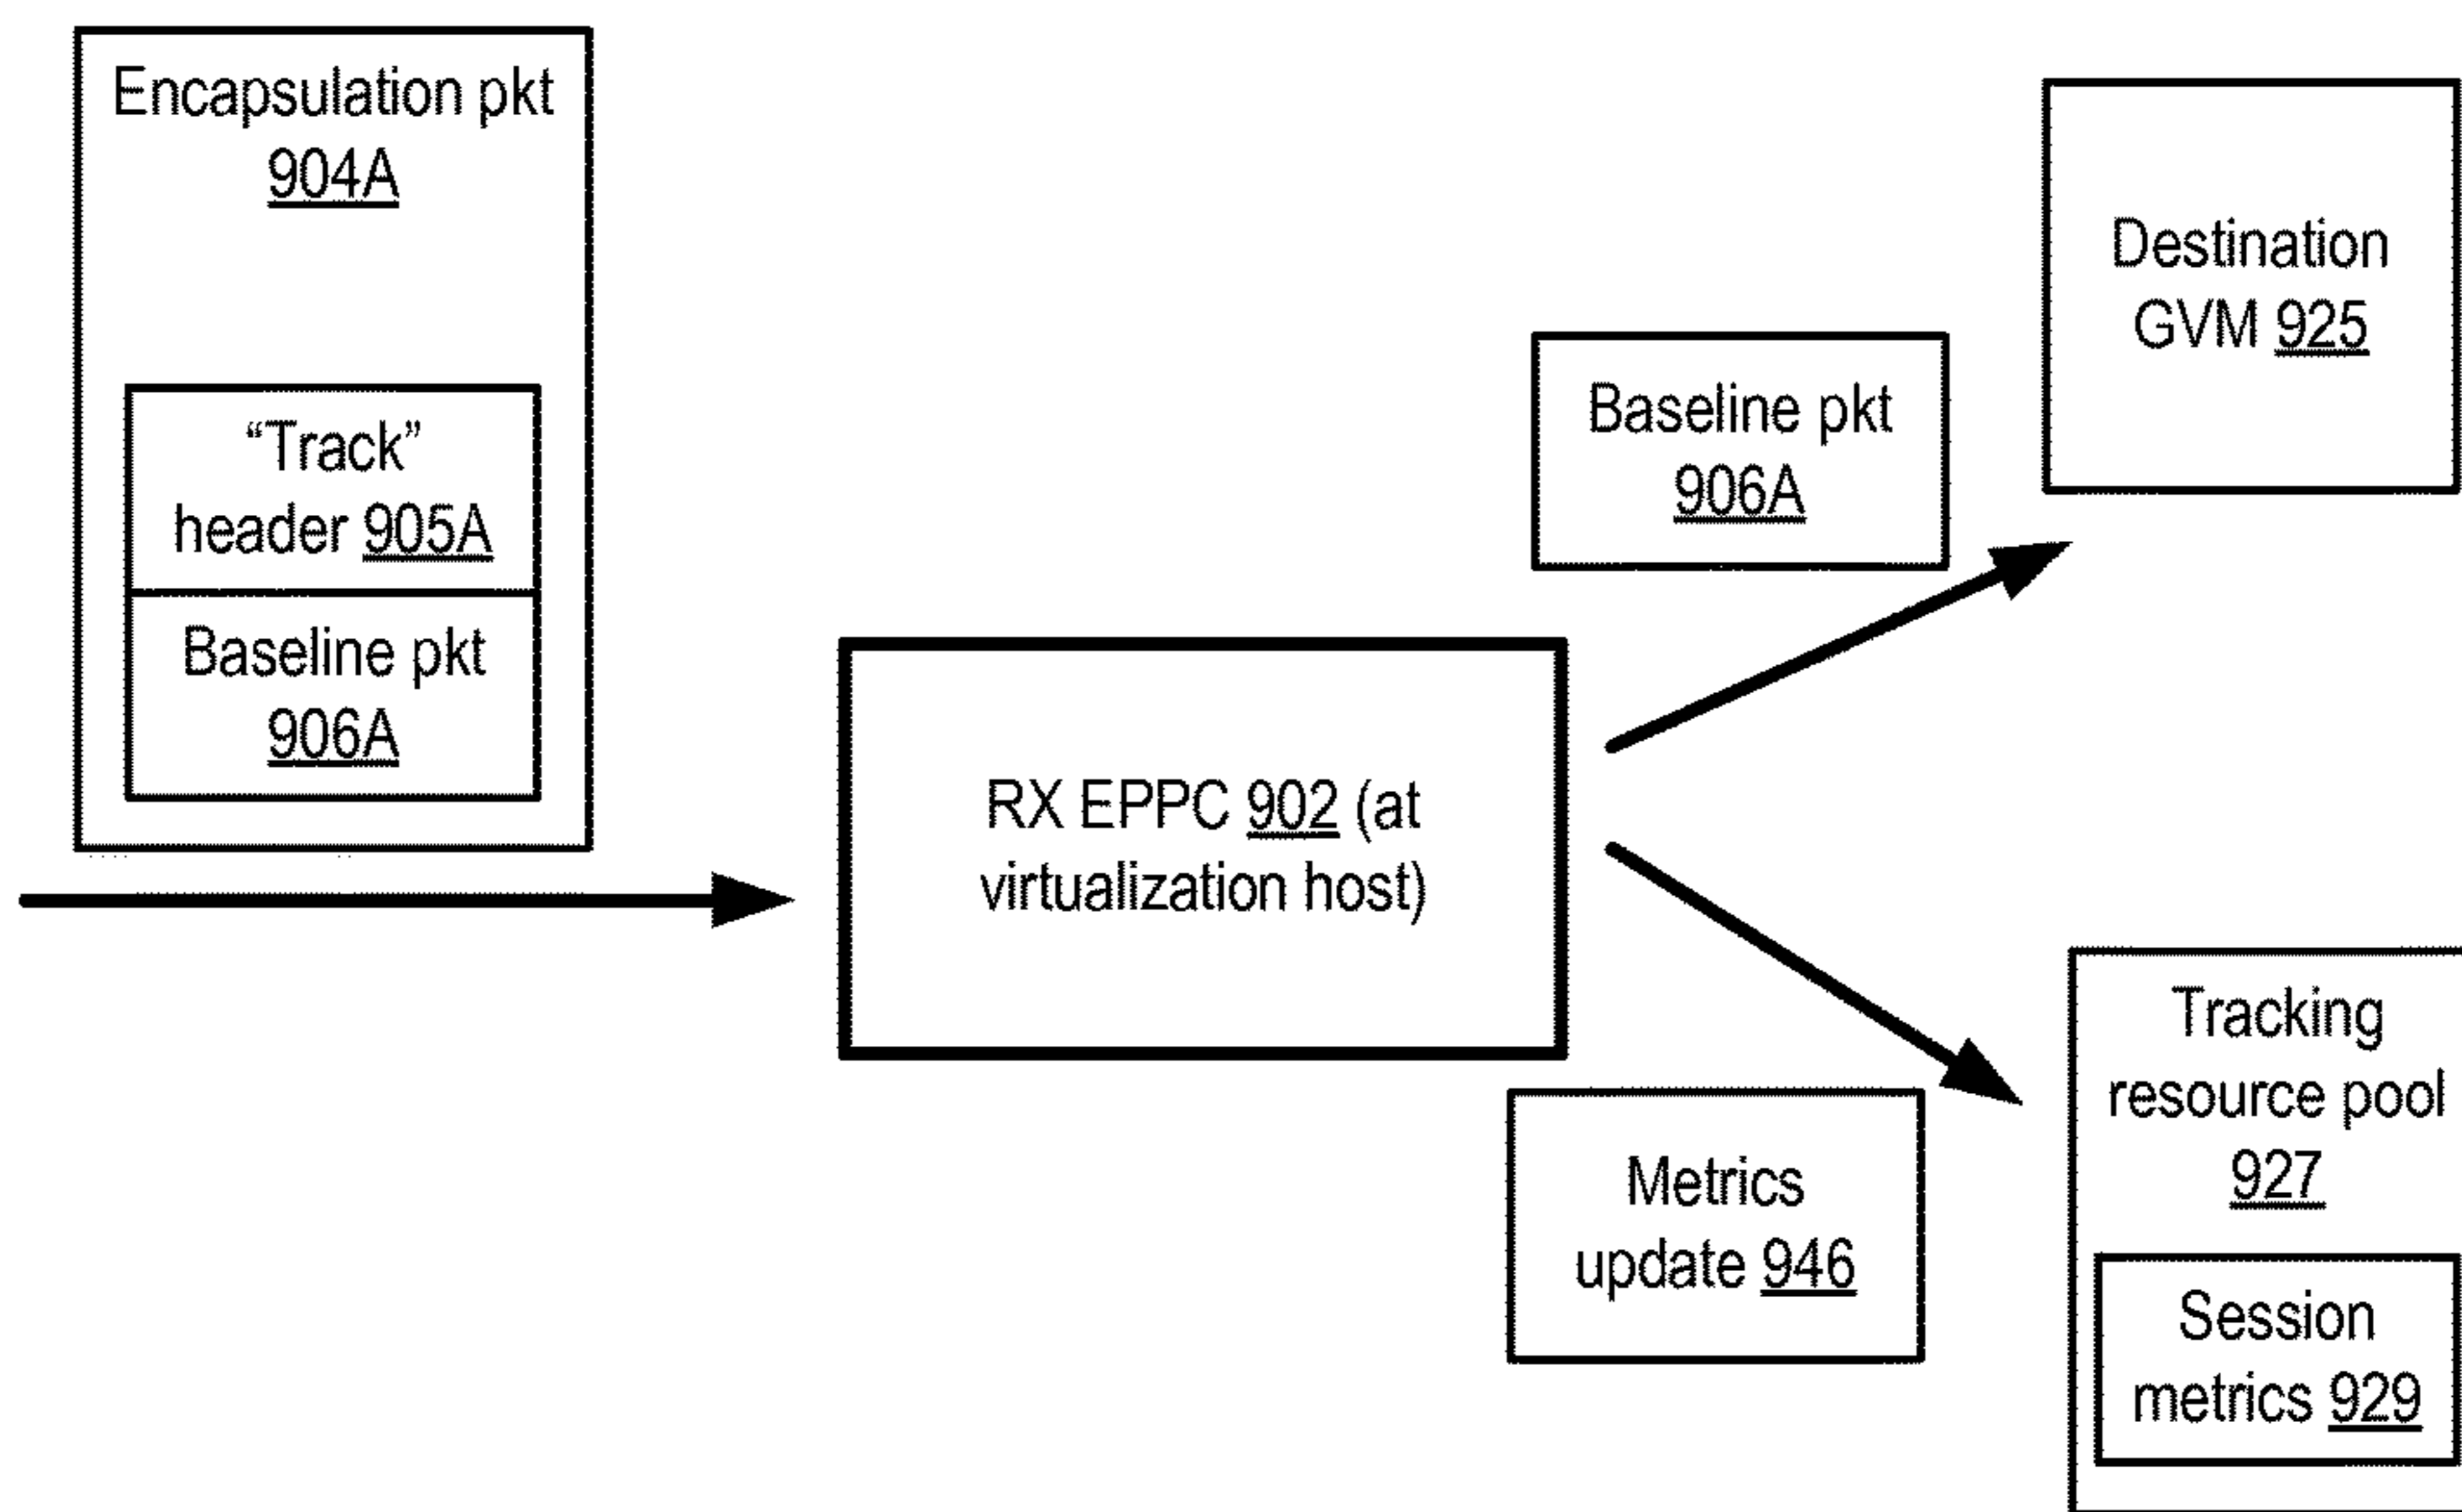 Encapsulation pkt
904A
“Track”
header 905A
Baseline pkt
906A
RX EPPC 902 (at
virtualization host)
Baseline pkt
906A
Destination
GVM 925
Metrics
update 946
Tracking
resource pool
927
Session
metrics 929